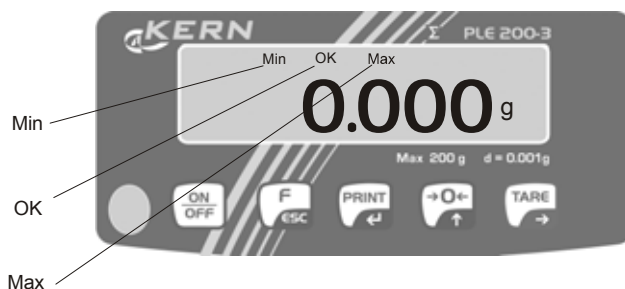 KERN
Σ PLE 200-3
Min OK Max
0.000 g
Max 200 g d = 0.001g
ON
OFF
F
ESC
PRINT
→0←
TARE
Min
OK
Max